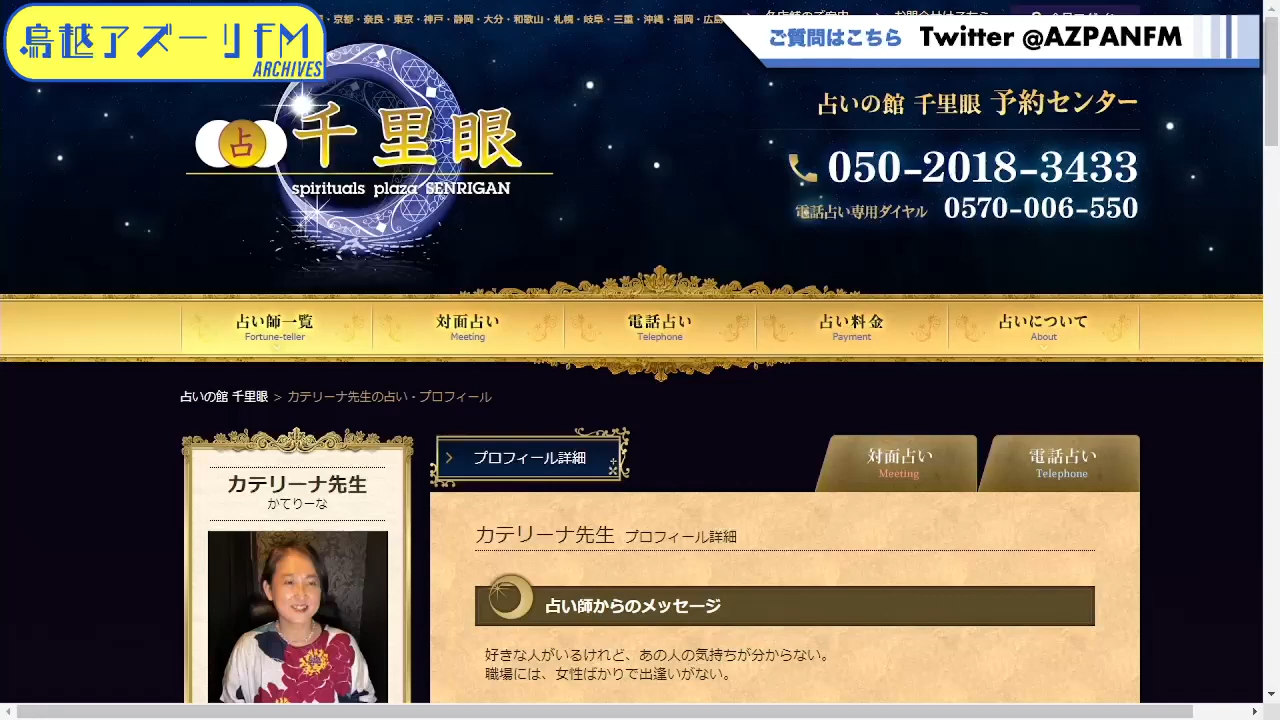 鳥越アズーリFM
ARCHIVES
・京都・奈良・東京・神戸・静岡・大分・和歌山・札幌・岐阜・三重・沖縄・福岡・広島
ご質問はこちら Twitter @AZPANFM
占いの館 千里眼 予約センター
占 千里眼
spirituals plaza SENRIGAN
050-2018-3433
電話占い専用ダイヤル 0570-006-550
占い師一覧 対面占い 電話占い 占い料金 占いについて
Fortune-teller Meeting Telephone Payment About
占いの館 千里眼 > カテリーナ先生の占い・プロフィール
カテリーナ先生
かてりーな
プロフィール詳細
対面占い 電話占い
Meeting Telephone
カテリーナ先生 プロフィール詳細
占い師からのメッセージ
好きな人がいるけれど、あの人の気持ちが分からない。
職場には、女性ばかりで出逢いがない。